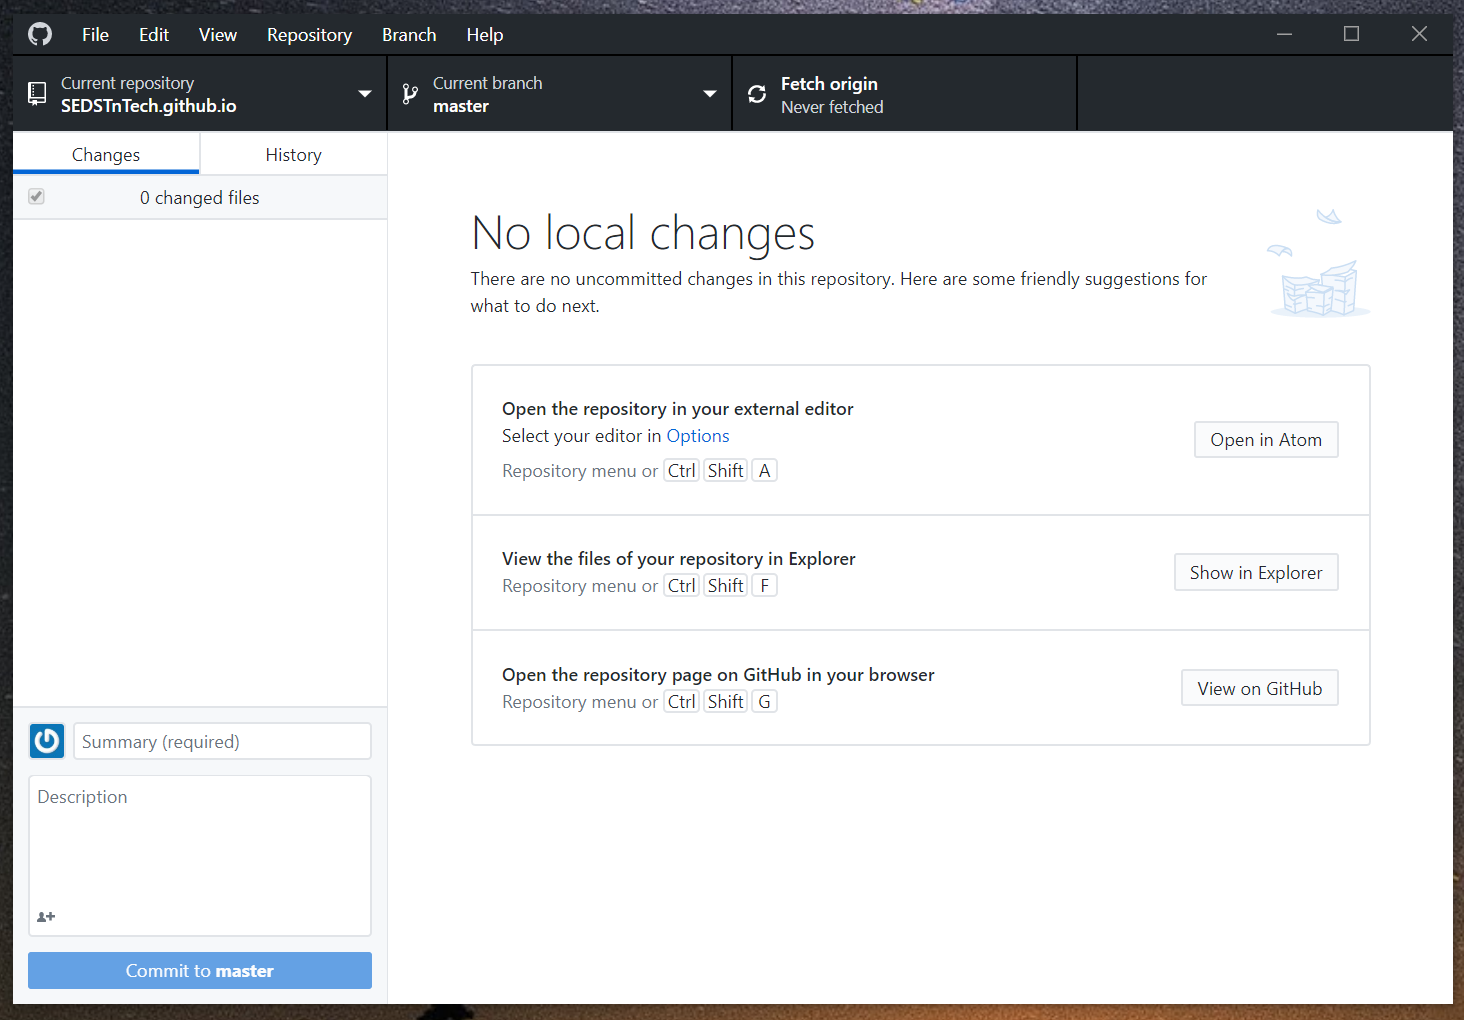 File Edit View Repository Branch Help
Current repository
SEDSTnTech.github.io
Current branch
master
Fetch origin
Never fetched
Changes
History
0 changed files
No local changes
There are no uncommitted changes in this repository. Here are some friendly suggestions for
what to do next.
Open the repository in your external editor
Select your editor in Options
Repository menu or Ctrl Shift A
Open in Atom
View the files of your repository in Explorer
Repository menu or Ctrl Shift F
Show in Explorer
Open the repository page on GitHub in your browser
Repository menu or Ctrl Shift G
View on GitHub
Summary (required)
Description
Commit to master